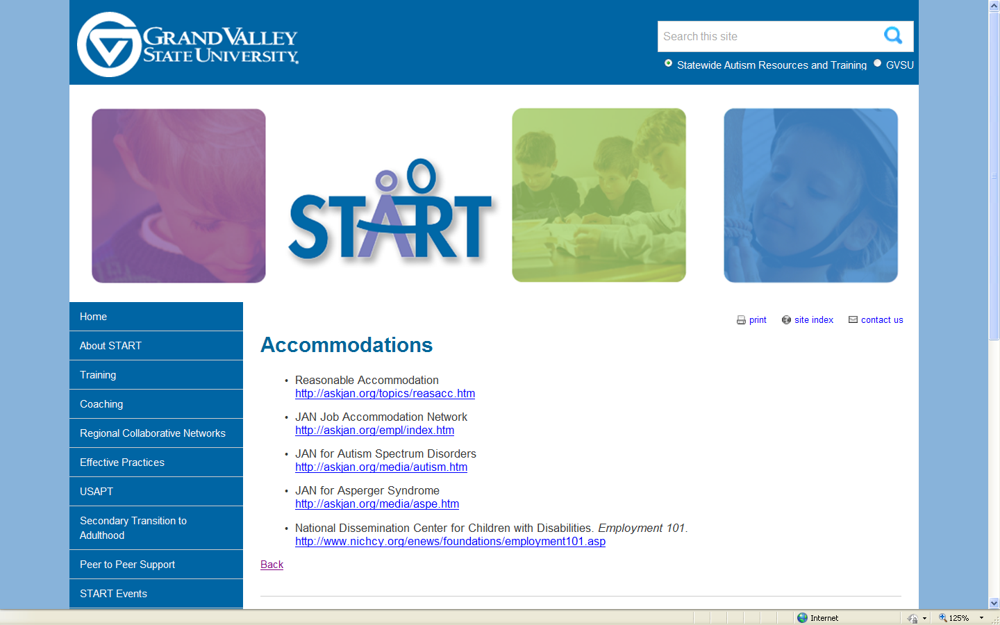 GRAND VALLEY
STATE UNIVERSITY.
Search this site
Statewide Autism Resources and Training GVSU
START
Home
About START
Training
Coaching
Regional Collaborative Networks
Effective Practices
USAPT
Secondary Transition to
Adulthood
Peer to Peer Support
START Events
print site index contact us
Accommodations
• Reasonable Accommodation
http://askjan.org/topics/reasacc.htm
• JAN Job Accommodation Network
http://askjan.org/empl/index.htm
• JAN for Autism Spectrum Disorders
http://askjan.org/media/autism.htm
• JAN for Asperger Syndrome
http://askjan.org/media/aspe.htm
• National Dissemination Center for Children with Disabilities. Employment 101.
http://www.nichcy.org/enews/foundations/employment101.asp
Back
Internet 125%